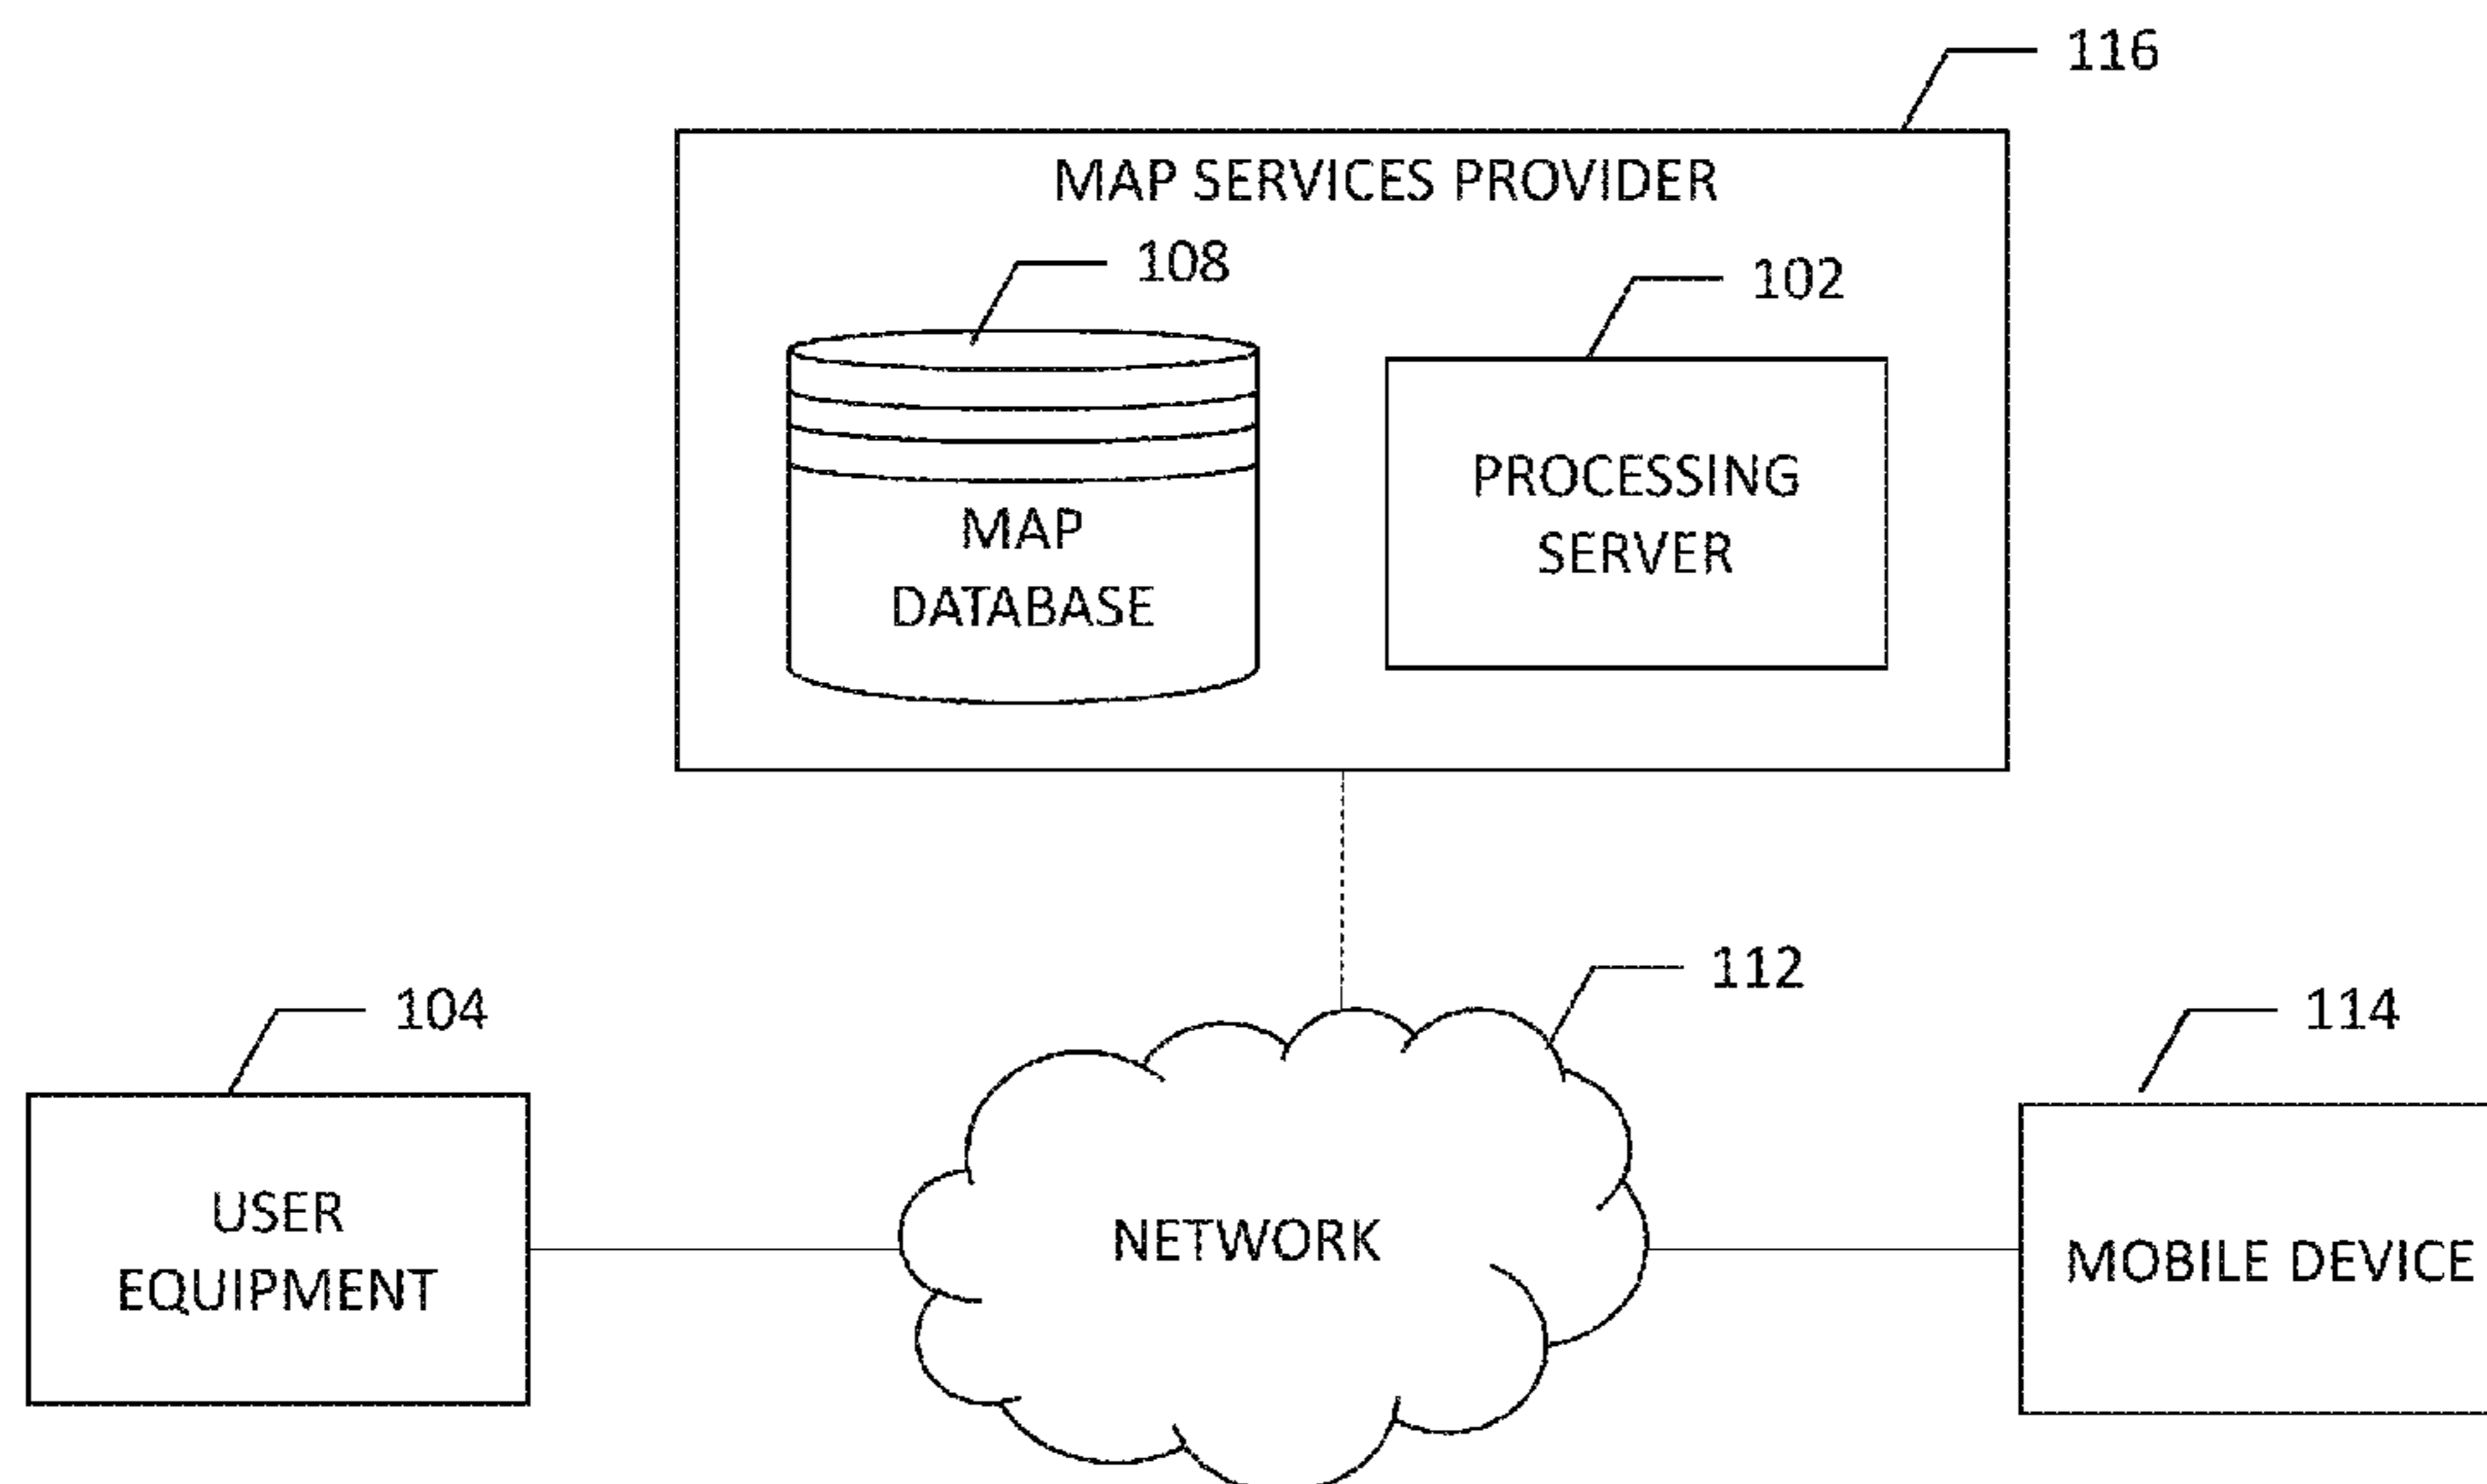 116
MAP SERVICES PROVIDER
108
102
MAP
DATABASE
PROCESSING
SERVER
104
112
114
USER
EQUIPMENT
NETWORK
MOBILE DEVICE